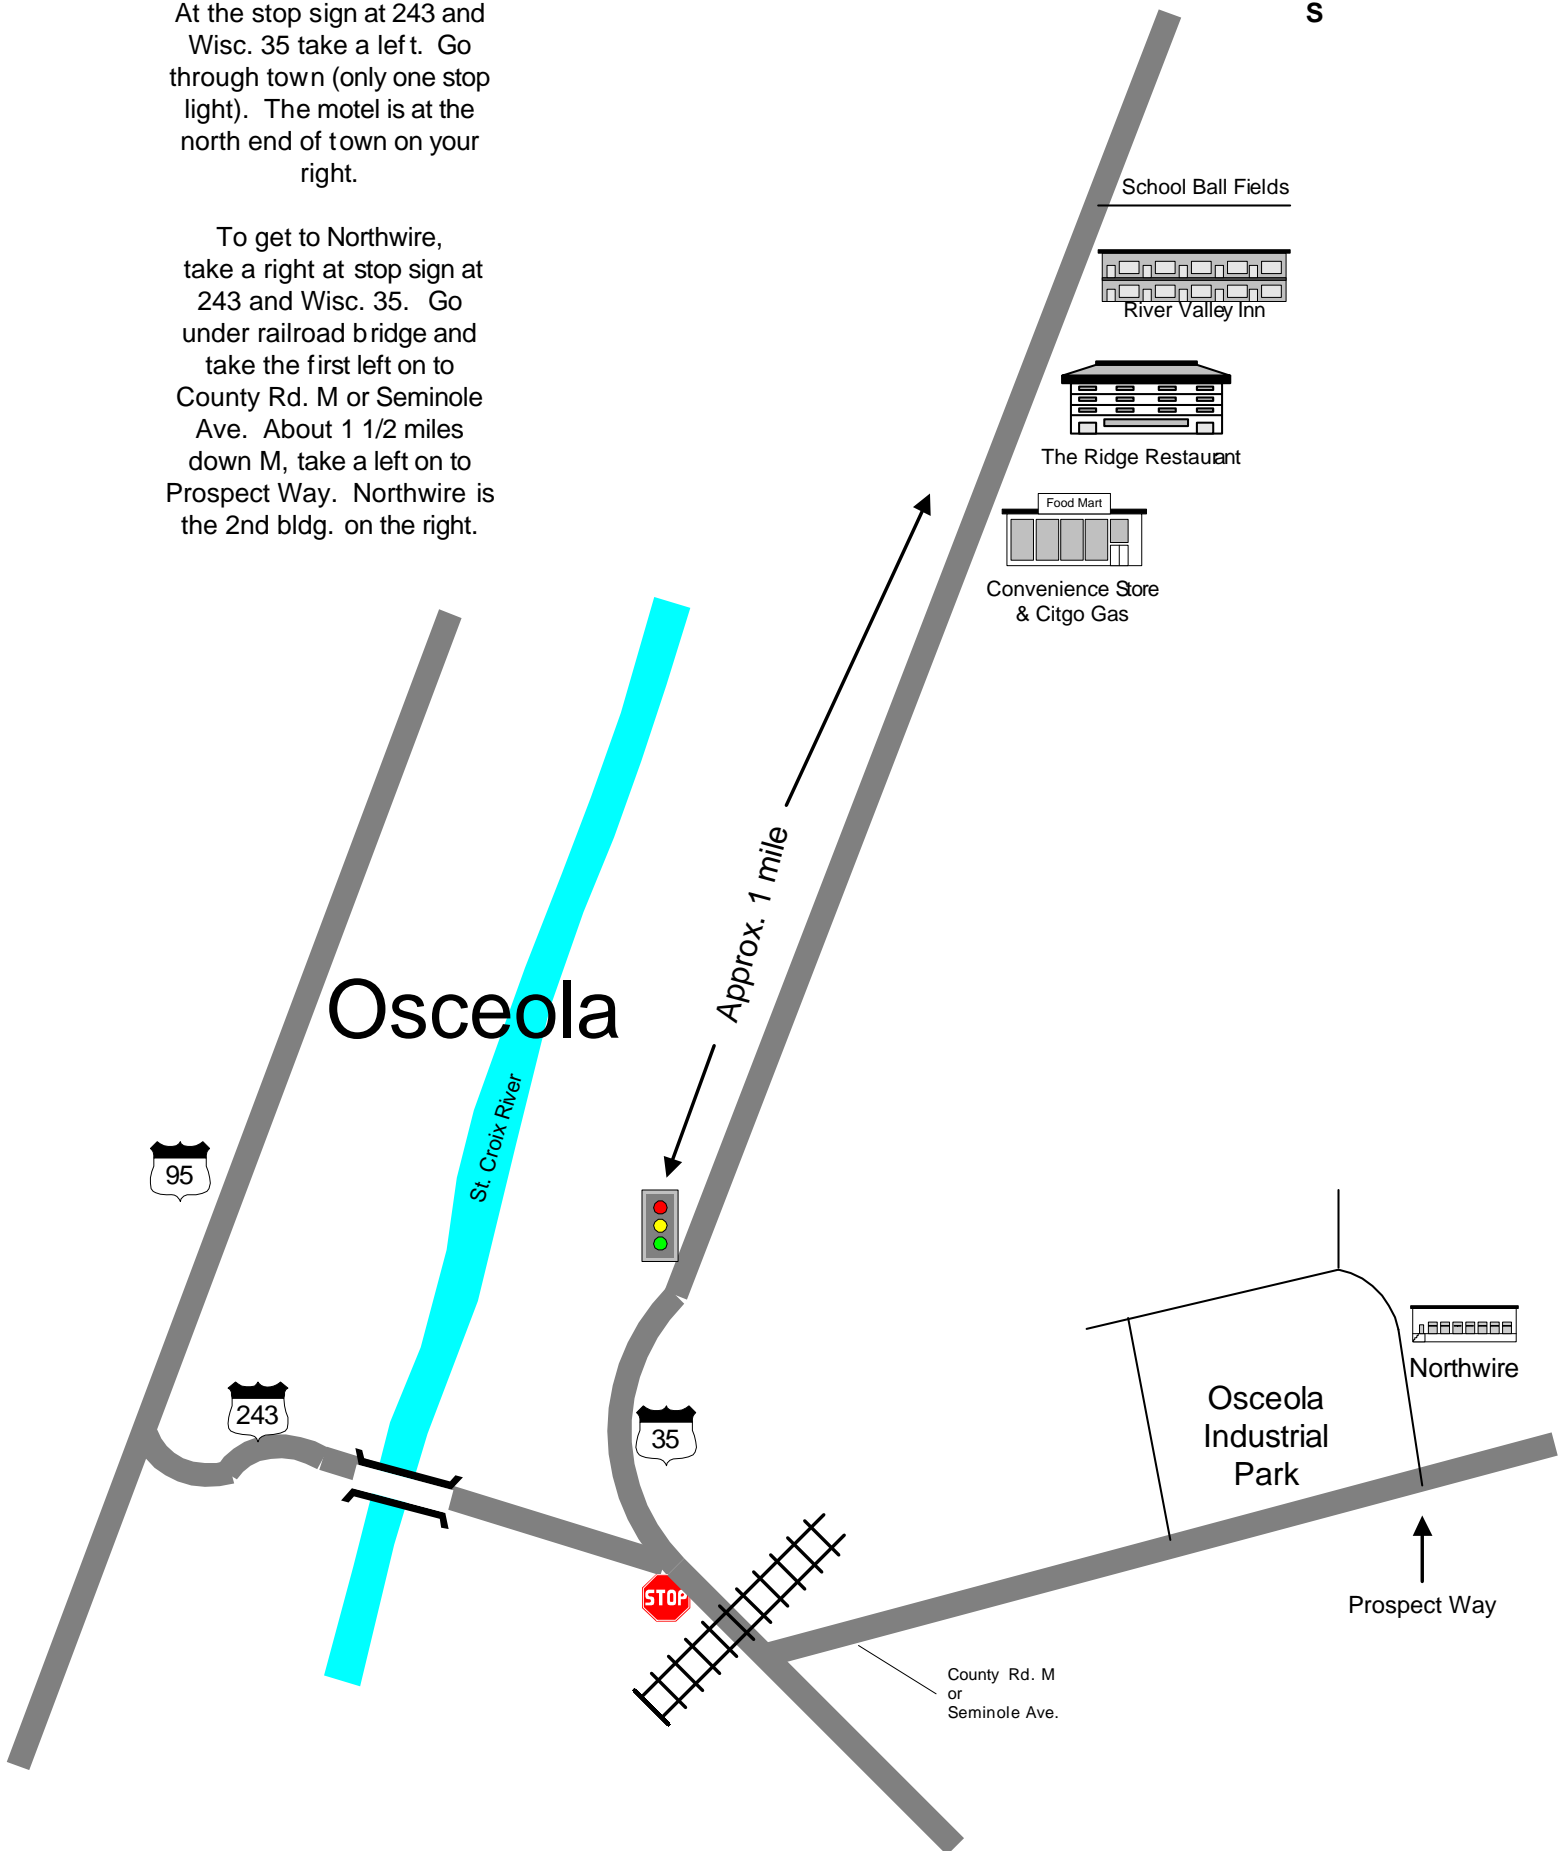 At the stop sign at 243 and
Wisc. 35 take a left. Go
through town (only one stop
light). The motel is at the
north end of town on your
right.
To get to Northwire,
take a right at stop sign at
243 and Wisc. 35. Go
under railroad bridge and
take the first left on to
County Rd. M or Seminole
Ave. About 1 1/2 miles
down M, take a left on to
Prospect Way. Northwire is
the 2nd bldg. on the right.
S
School Ball Fields
River Valley Inn
The Ridge Restaurant
Food Mart
Convenience Store
& Citgo Gas
Approx. 1 mile
Osceola
St. Croix River
95
243
35
Northwire
Osceola
Industrial
Park
STOP
Prospect Way
County Rd. M
or
Seminole Ave.